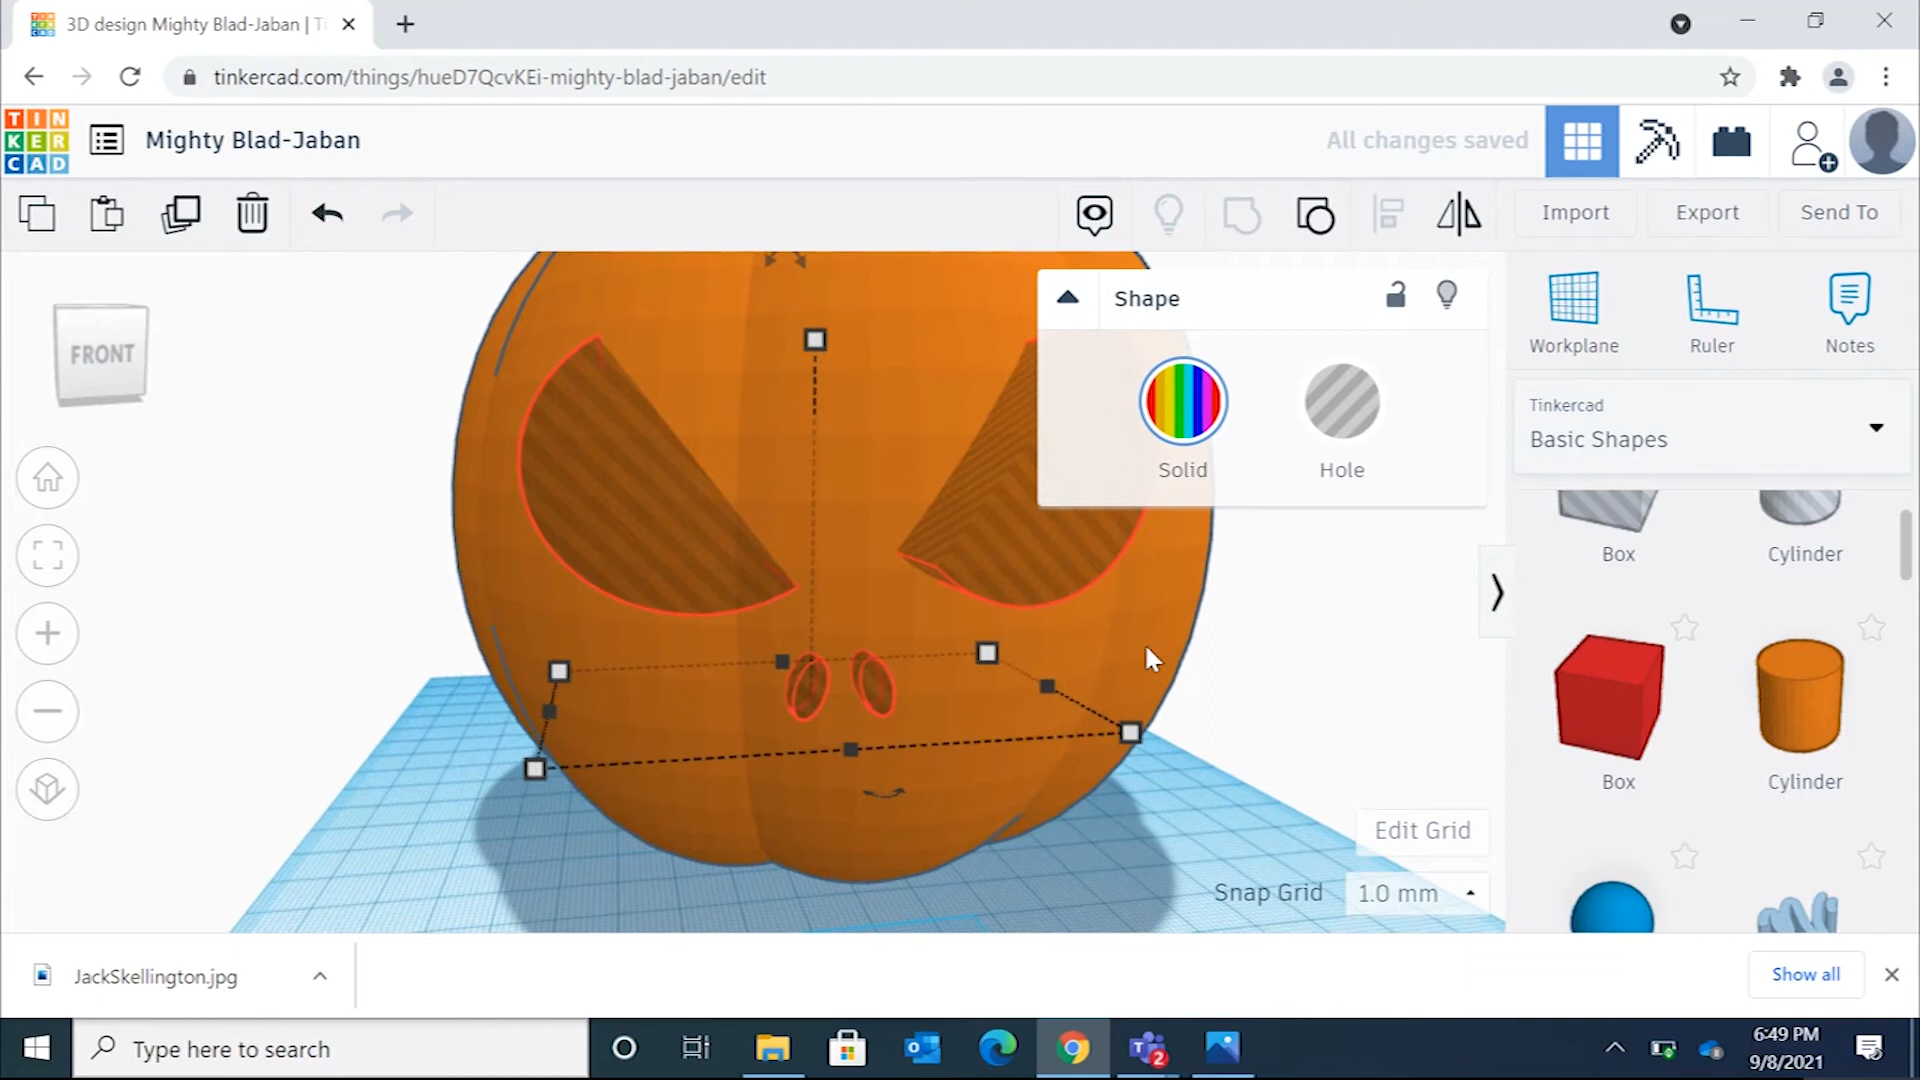 3D design Mighty Blad-Jaban | Ti
tinkercad.com/things/hueD7QcvKEi-mighty-blad-jaban/edit
TIN
KER
CAD
Mighty Blad-Jaban
All changes saved
Import
Export
Send To
FRONT
Shape
Solid
Hole
Workplane
Ruler
Notes
Tinkercad
Basic Shapes
Box
Cylinder
Box
Cylinder
Edit Grid
Snap Grid
1.0 mm
JackSkellington.jpg
Show all
Type here to search
2
6:49 PM
9/8/2021